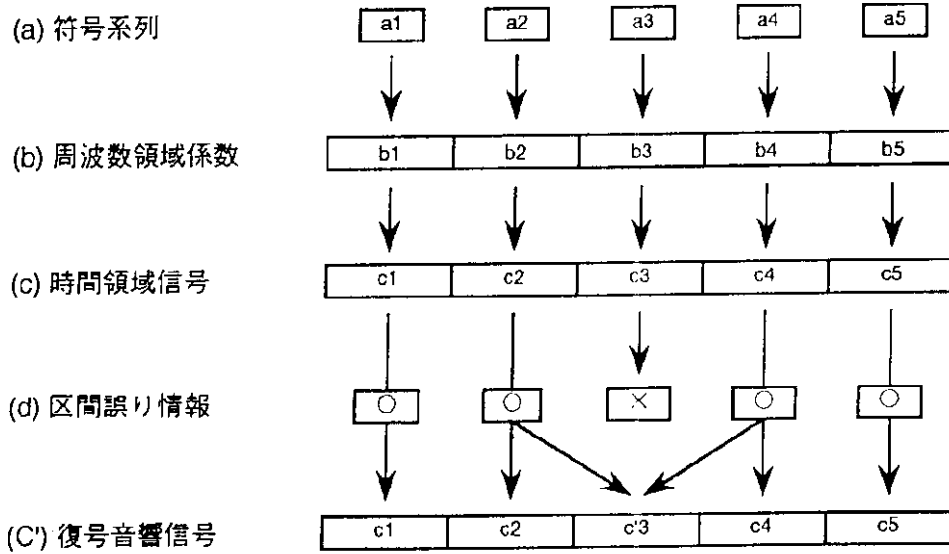 (a) 符号系列 a1 a2 a3 a4 a5
(b) 周波数領域係数 b1 b2 b3 b4 b5
(c) 時間領域信号 c1 c2 c3 c4 c5
(d) 区間誤り情報 ○ ○ × ○ ○
(C') 復号音響信号 c1 c2 c'3 c4 c5